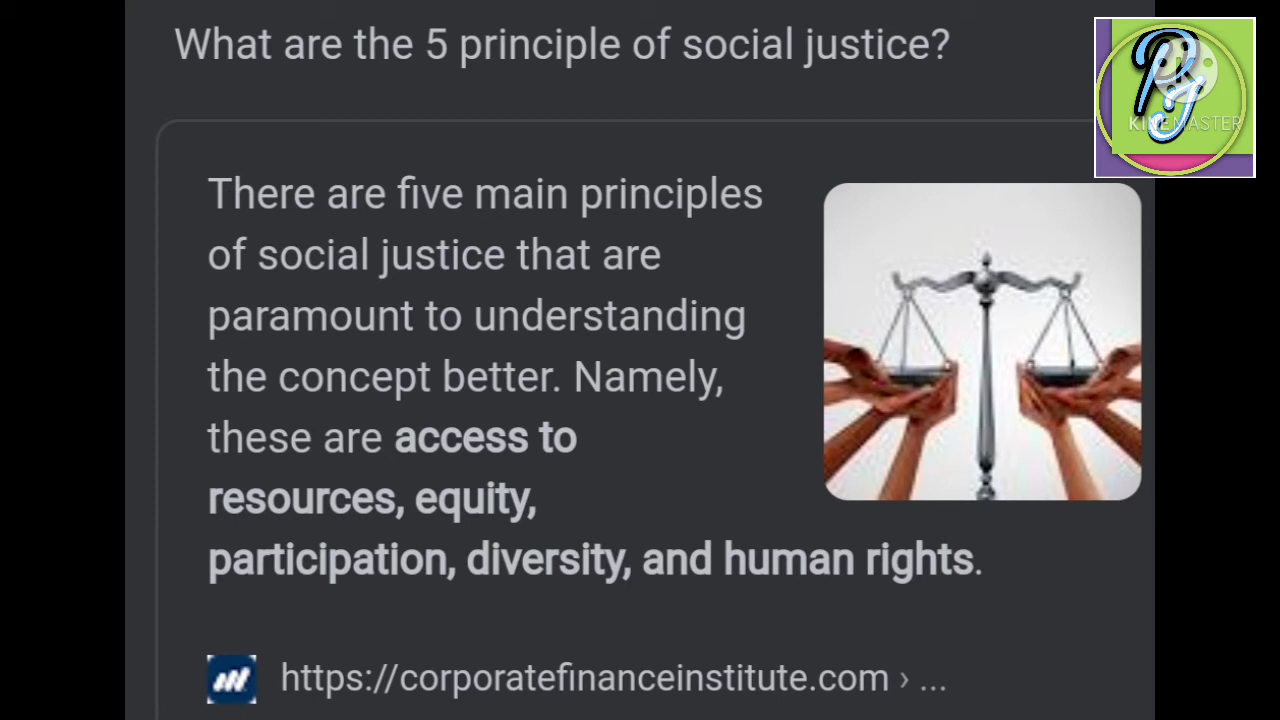 What are the 5 principle of social justice?
There are five main principles
of social justice that are
paramount to understanding
the concept better. Namely,
these are access to
resources, equity,
participation, diversity, and human rights.
https://corporatefinanceinstitute.com › ...
KINEMASTER